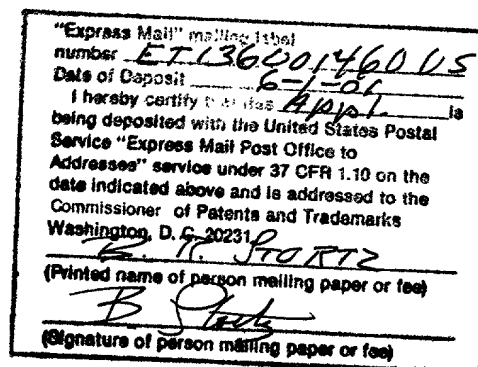 "Express Mail" mailing label
number ET136001460US
Date of Deposit 6-1-01
I hereby certify that this Appl. is
being deposited with the United States Postal
Service "Express Mail Post Office to
Addresses" service under 37 CFR 1.10 on the
date indicated above and is addressed to the
Commissioner of Patents and Trademarks
Washington, D. C. 20231
R. N. STORTZ
(Printed name of person mailing paper or fee)
B Stortz
(Signature of person mailing paper or fee)